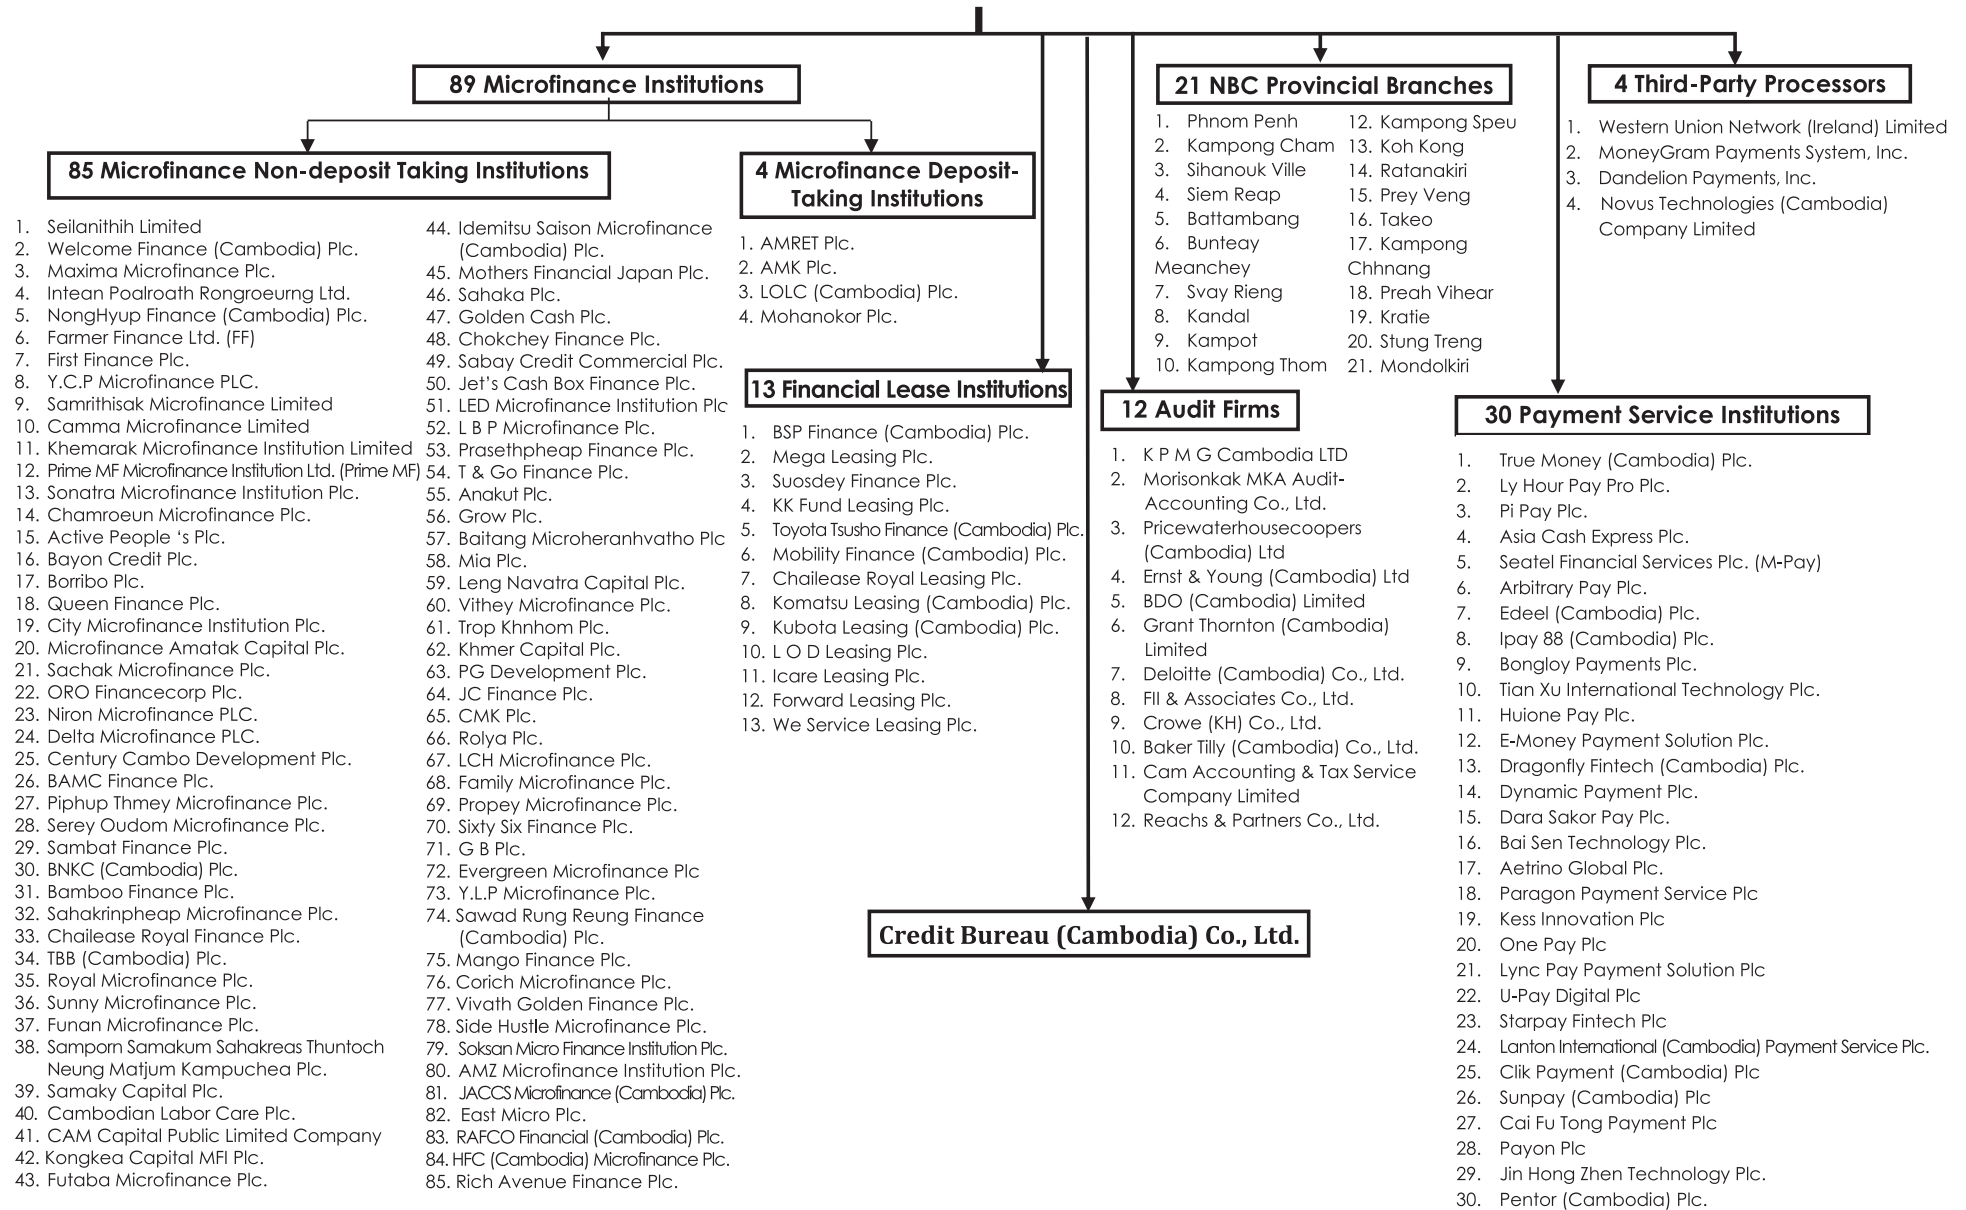 89 Microfinance Institutions
85 Microfinance Non-deposit Taking Institutions
1. Seilanithih Limited
2. Welcome Finance (Cambodia) Plc.
3. Maxima Microfinance Plc.
4. Intean Poalroath Rongroeurng Ltd.
5. NongHyup Finance (Cambodia) Plc.
6. Farmer Finance Ltd. (FF)
7. First Finance Plc.
8. Y.C.P Microfinance PLC.
9. Samrithisak Microfinance Limited
10. Camma Microfinance Limited
11. Khemarak Microfinance Institution Limited
12. Prime MF Microfinance Institution Ltd. (Prime MF)
13. Sonatra Microfinance Institution Plc.
14. Chamroeun Microfinance Plc.
15. Active People ‘s Plc.
16. Bayon Credit Plc.
17. Borribo Plc.
18. Queen Finance Plc.
19. City Microfinance Institution Plc.
20. Microfinance Amatak Capital Plc.
21. Sachak Microfinance Plc.
22. ORO Financecorp Plc.
23. Niron Microfinance PLC.
24. Delta Microfinance PLC.
25. Century Cambo Development Plc.
26. BAMC Finance Plc.
27. Piphup Thmey Microfinance Plc.
28. Serey Oudom Microfinance Plc.
29. Sambat Finance Plc.
30. BNKC (Cambodia) Plc.
31. Bamboo Finance Plc.
32. Sahakrinpheap Microfinance Plc.
33. Chailease Royal Finance Plc.
34. TBB (Cambodia) Plc.
35. Royal Microfinance Plc.
36. Sunny Microfinance Plc.
37. Funan Microfinance Plc.
38. Samporn Samakum Sahakreas Thuntoch
Neung Matjum Kampuchea Plc.
39. Samaky Capital Plc.
40. Cambodian Labor Care Plc.
41. CAM Capital Public Limited Company
42. Kongkea Capital MFI Plc.
43. Futaba Microfinance Plc.
44. Idemitsu Saison Microfinance
(Cambodia) Plc.
45. Mothers Financial Japan Plc.
46. Sahaka Plc.
47. Golden Cash Plc.
48. Chokchey Finance Plc.
49. Sabay Credit Commercial Plc.
50. Jet's Cash Box Finance Plc.
51. LED Microfinance Institution Plc
52. L B P Microfinance Plc.
53. Prasethpheap Finance Plc.
54. T & Go Finance Plc.
55. Anakut Plc.
56. Grow Plc.
57. Baitang Microheranhvatho Plc
58. Mia Plc.
59. Leng Navatra Capital Plc.
60. Vithey Microfinance Plc.
61. Trop Khnhom Plc.
62. Khmer Capital Plc.
63. PG Development Plc.
64. JC Finance Plc.
65. CMK Plc.
66. Rolya Plc.
67. LCH Microfinance Plc.
68. Family Microfinance Plc.
69. Propey Microfinance Plc.
70. Sixty Six Finance Plc.
71. G B Plc.
72. Evergreen Microfinance Plc
73. Y.L.P Microfinance Plc.
74. Sawad Rung Reung Finance
(Cambodia) Plc.
75. Mango Finance Plc.
76. Corich Microfinance Plc.
77. Vivath Golden Finance Plc.
78. Side Hustle Microfinance Plc.
79. Soksan Micro Finance Institution Plc.
80. AMZ Microfinance Institution Plc.
81. JACCS Microfinance (Cambodia) Plc.
82. East Micro Plc.
83. RAFCO Financial (Cambodia) Plc.
84. HFC (Cambodia) Microfinance Plc.
85. Rich Avenue Finance Plc.
4 Microfinance Deposit-
Taking Institutions
1. AMRET Plc.
2. AMK Plc.
3. LOLC (Cambodia) Plc.
4. Mohanokor Plc.
13 Financial Lease Institutions
1. BSP Finance (Cambodia) Plc.
2. Mega Leasing Plc.
3. Suosdey Finance Plc.
4. KK Fund Leasing Plc.
5. Toyota Tsusho Finance (Cambodia) Plc.
6. Mobility Finance (Cambodia) Plc.
7. Chailease Royal Leasing Plc.
8. Komatsu Leasing (Cambodia) Plc.
9. Kubota Leasing (Cambodia) Plc.
10. L O D Leasing Plc.
11. Icare Leasing Plc.
12. Forward Leasing Plc.
13. We Service Leasing Plc.
Credit Bureau (Cambodia) Co., Ltd.
21 NBC Provincial Branches
1. Phnom Penh
2. Kampong Cham
3. Sihanouk Ville
4. Siem Reap
5. Battambang
6. Bunteay
Meanchey
7. Svay Rieng
8. Kandal
9. Kampot
10. Kampong Thom
12. Kampong Speu
13. Koh Kong
14. Ratanakiri
15. Prey Veng
16. Takeo
17. Kampong
Chhnang
18. Preah Vihear
19. Kratie
20. Stung Treng
21. Mondolkiri
12 Audit Firms
1. K P M G Cambodia LTD
2. Morisonkak MKA Audit-
Accounting Co., Ltd.
3. Pricewaterhousecoopers
(Cambodia) Ltd
4. Ernst & Young (Cambodia) Ltd
5. BDO (Cambodia) Limited
6. Grant Thornton (Cambodia)
Limited
7. Deloitte (Cambodia) Co., Ltd.
8. FII & Associates Co., Ltd.
9. Crowe (KH) Co., Ltd.
10. Baker Tilly (Cambodia) Co., Ltd.
11. Cam Accounting & Tax Service
Company Limited
12. Reachs & Partners Co., Ltd.
4 Third-Party Processors
1. Western Union Network (Ireland) Limited
2. MoneyGram Payments System, Inc.
3. Dandelion Payments, Inc.
4. Novus Technologies (Cambodia)
Company Limited
30 Payment Service Institutions
1. True Money (Cambodia) Plc.
2. Ly Hour Pay Pro Plc.
3. Pi Pay Plc.
4. Asia Cash Express Plc.
5. Seatel Financial Services Plc. (M-Pay)
6. Arbitrary Pay Plc.
7. Edeel (Cambodia) Plc.
8. Ipay 88 (Cambodia) Plc.
9. Bongloy Payments Plc.
10. Tian Xu International Technology Plc.
11. Huione Pay Plc.
12. E-Money Payment Solution Plc.
13. Dragonfly Fintech (Cambodia) Plc.
14. Dynamic Payment Plc.
15. Dara Sakor Pay Plc.
16. Bai Sen Technology Plc.
17. Aetrino Global Plc.
18. Paragon Payment Service Plc
19. Kess Innovation Plc
20. One Pay Plc
21. Lync Pay Payment Solution Plc
22. U-Pay Digital Plc
23. Starpay Fintech Plc
24. Lanton International (Cambodia) Payment Service Plc.
25. Clik Payment (Cambodia) Plc
26. Sunpay (Cambodia) Plc
27. Cai Fu Tong Payment Plc
28. Payon Plc
29. Jin Hong Zhen Technology Plc.
30. Pentor (Cambodia) Plc.